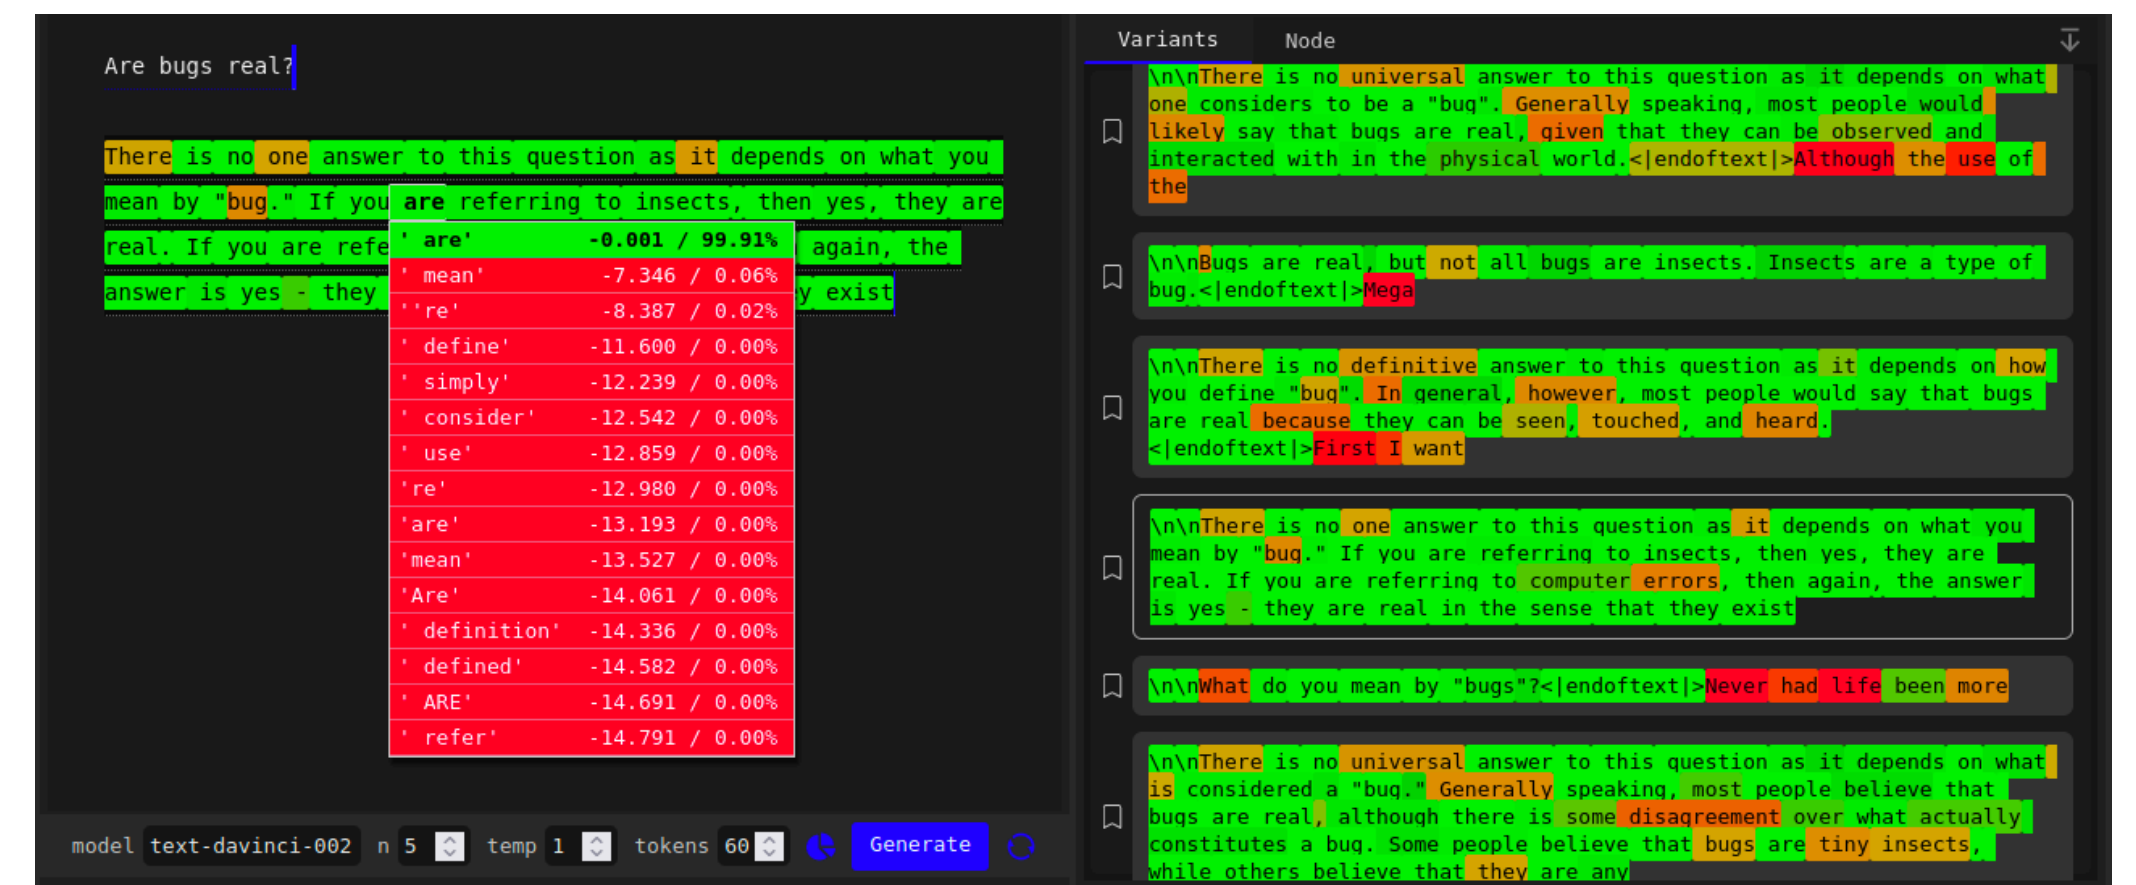 Are bugs real?
There is no one answer to this question as it depends on what you
mean by "bug." If you are referring to insects, then yes, they are
real. If you are refe again, the
answer is yes - they y exist
' are' -0.001 / 99.91%
' mean' -7.346 / 0.06%
''re' -8.387 / 0.02%
' define' -11.600 / 0.00%
' simply' -12.239 / 0.00%
' consider' -12.542 / 0.00%
' use' -12.859 / 0.00%
're' -12.980 / 0.00%
'are' -13.193 / 0.00%
'mean' -13.527 / 0.00%
'Are' -14.061 / 0.00%
' definition' -14.336 / 0.00%
' defined' -14.582 / 0.00%
' ARE' -14.691 / 0.00%
' refer' -14.791 / 0.00%
model text-davinci-002 n 5 temp 1 tokens 60 Generate
Variants Node
\n\nThere is no universal answer to this question as it depends on what
one considers to be a "bug". Generally speaking, most people would
likely say that bugs are real, given that they can be observed and
interacted with in the physical world.<|endoftext|>Although the use of
the
\n\nBugs are real, but not all bugs are insects. Insects are a type of
bug.<|endoftext|>Mega
\n\nThere is no definitive answer to this question as it depends on how
you define "bug". In general, however, most people would say that bugs
are real because they can be seen, touched, and heard.
<|endoftext|>First I want
\n\nThere is no one answer to this question as it depends on what you
mean by "bug." If you are referring to insects, then yes, they are
real. If you are referring to computer errors, then again, the answer
is yes - they are real in the sense that they exist
\n\nWhat do you mean by "bugs"?<|endoftext|>Never had life been more
\n\nThere is no universal answer to this question as it depends on what
is considered a "bug." Generally speaking, most people believe that
bugs are real, although there is some disagreement over what actually
constitutes a bug. Some people believe that bugs are tiny insects,
while others believe that they are any